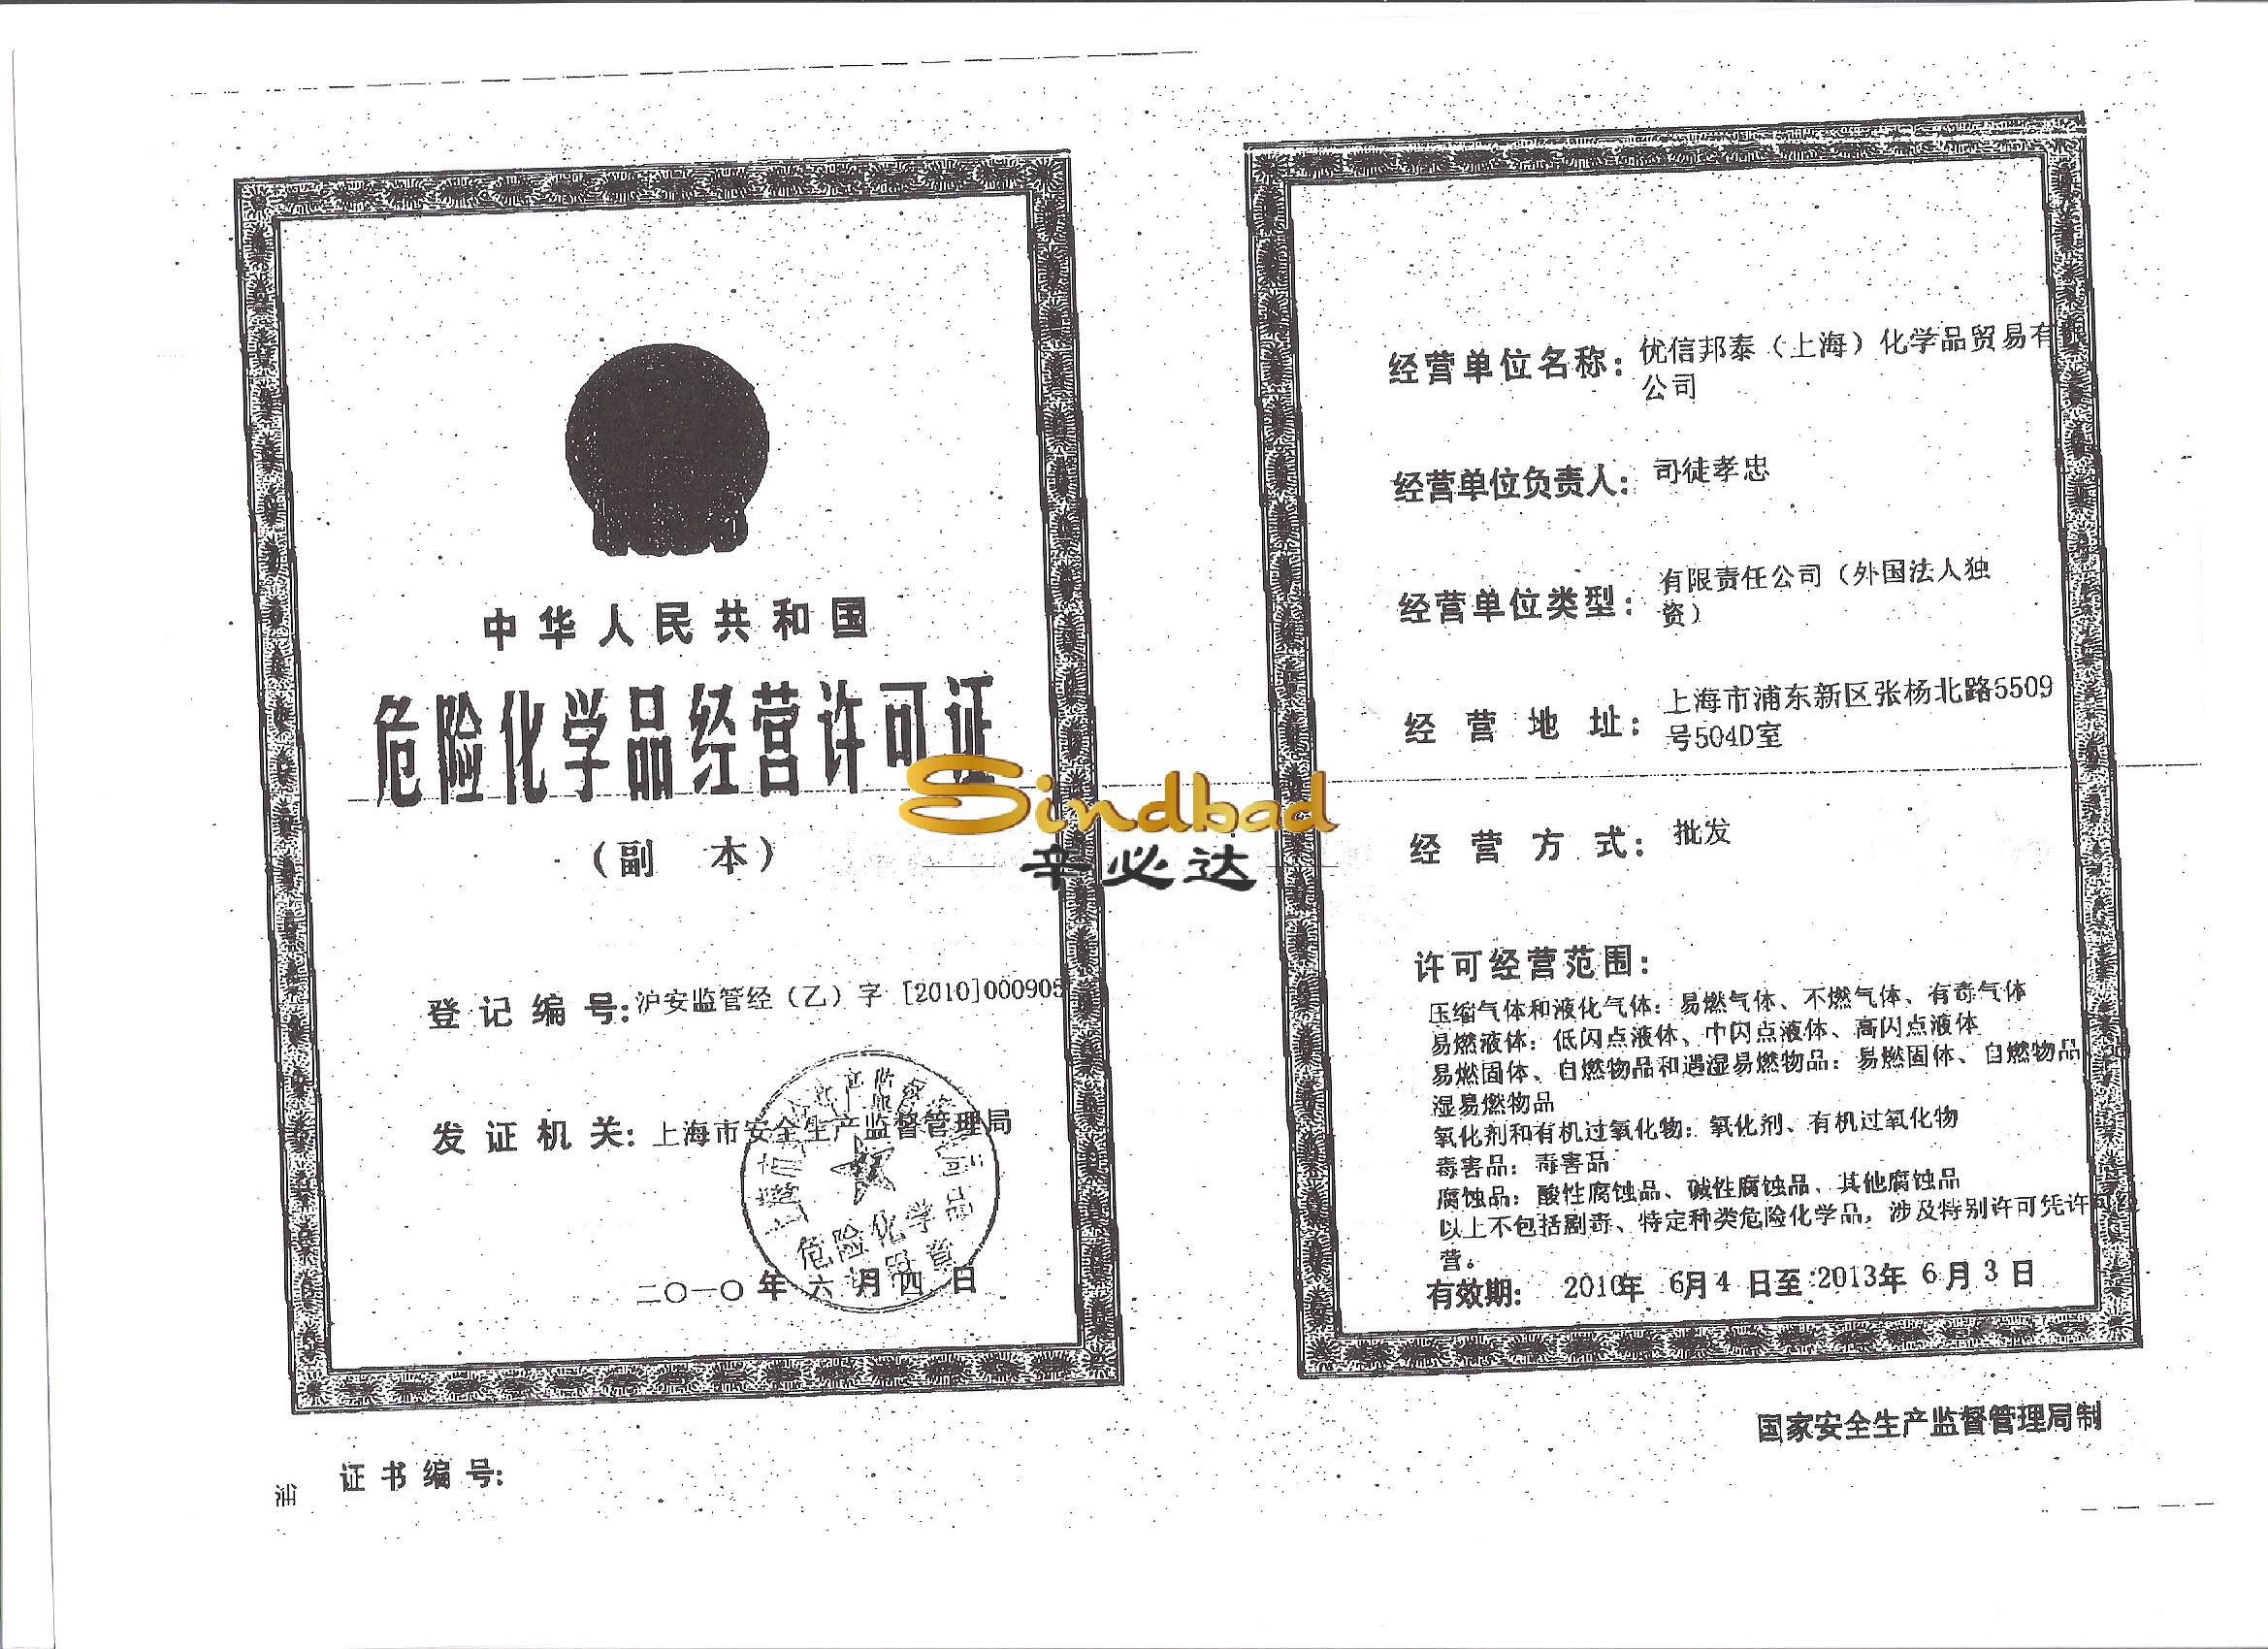 中华人民共和国
危险化学品经营许可证
（副 本）
登记编号：沪安监管经（乙）字 [2010]000905
发证机关：上海市安全生产监督管理局
危险化学
二〇一〇年六月四日
证书编号：
浦
Sindbad
辛必达
经营单位名称：优信邦泰（上海）化学品贸易有限
公司
经营单位负责人：司徒孝忠
经营单位类型：有限责任公司（外国法人独
资）
经营地址：上海市浦东新区张杨北路5509
号504D室
经营方式：批发
许可经营范围：
压缩气体和液化气体：易燃气体、不燃气体、有毒气体
易燃液体：低闪点液体、中闪点液体、高闪点液体
易燃固体、自燃物品和遇湿易燃物品：易燃固体、自燃物品、遇
湿易燃物品
氧化剂和有机过氧化物：氧化剂、有机过氧化物
毒害品：毒害品
腐蚀品：酸性腐蚀品、碱性腐蚀品、其他腐蚀品
以上不包括剧毒、特定种类危险化学品，涉及特别许可凭许可经
营。
有效期： 2010年 6月4 日至2013年6月3日
国家安全生产监督管理局制